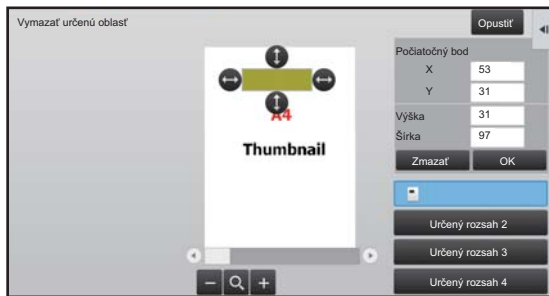 Vymazať určenú oblasť
Opustiť
Počiatočný bod
X 53
Y 31
Výška 31
Šírka 97
Zmazať OK
A4
Thumbnail
Určený rozsah 2
Určený rozsah 3
Určený rozsah 4